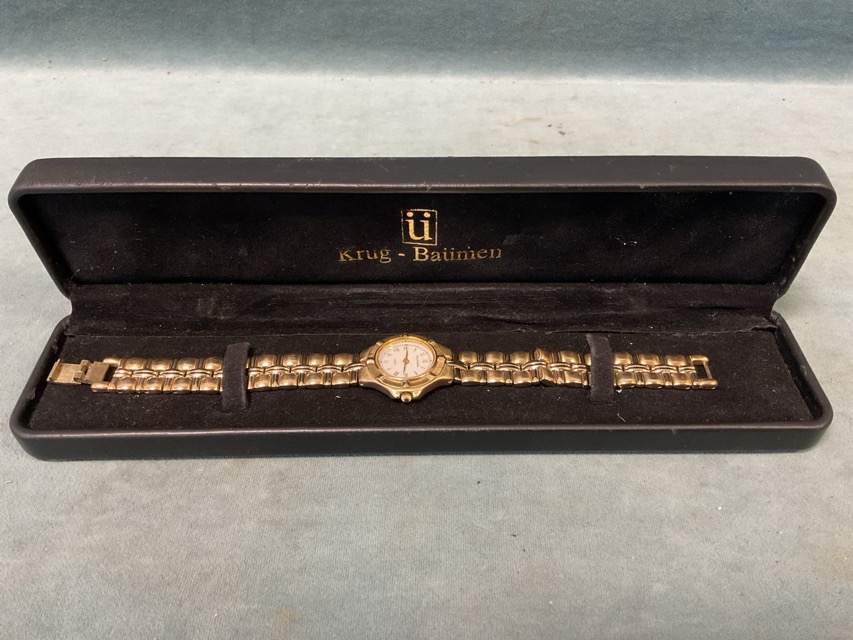 ü
Krug - Baümen